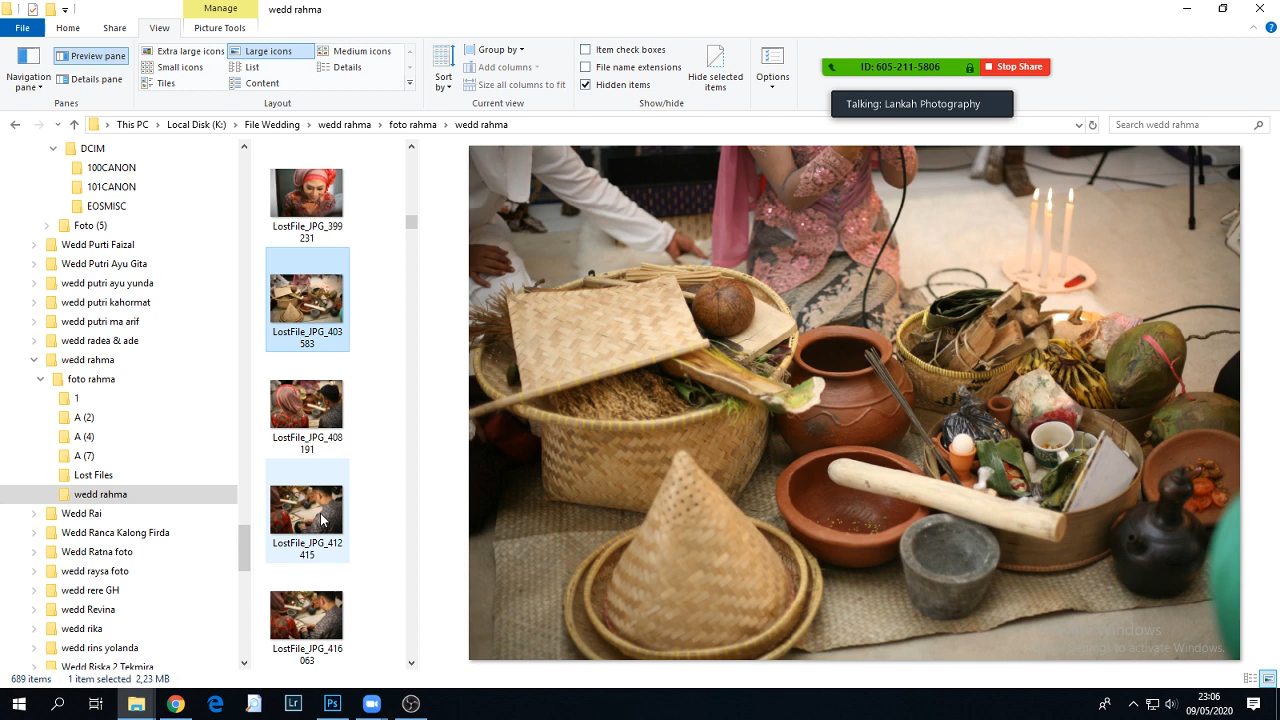 Manage
wedd rahma
File
Home
Share
View
Picture Tools
Navigation
pane
Preview pane
Details pane
Panes
Extra large icons
Large icons
Medium icons
Small icons
List
Details
Tiles
Content
Layout
Sort
by
Group by
Add columns
Size all columns to fit
Current view
Item check boxes
File name extensions
Hidden items
Hide selected
items
Show/hide
Options
ID: 605-211-5806
Stop Share
Talking: Lankah Photography
This PC
Local Disk (K:)
File Wedding
wedd rahma
foto rahma
wedd rahma
Search wedd rahma
DCIM
100CANON
101CANON
EOSMISC
Foto (5)
Wedd Purti Faizal
Wedd Putri Ayu Gita
wedd putri ayu yunda
wedd putri kahormat
wedd putri ma arif
wedd radea & ade
wedd rahma
foto rahma
1
A (2)
A (4)
A (7)
Lost Files
wedd rahma
Wedd Rai
Wedd Ranca Kalong Firda
Wedd Ratna foto
wedd raysa foto
wedd rere GH
wedd Revina
wedd rika
wedd rins yolanda
Wedd Riska 2 Tekmira
LostFile_JPG_399
231
LostFile_JPG_403
583
LostFile_JPG_408
191
LostFile_JPG_412
415
LostFile_JPG_416
063
Windows
to activate Windows.
689 items
1 item selected 2,23 MB
Lr
Ps
23:06
09/05/2020